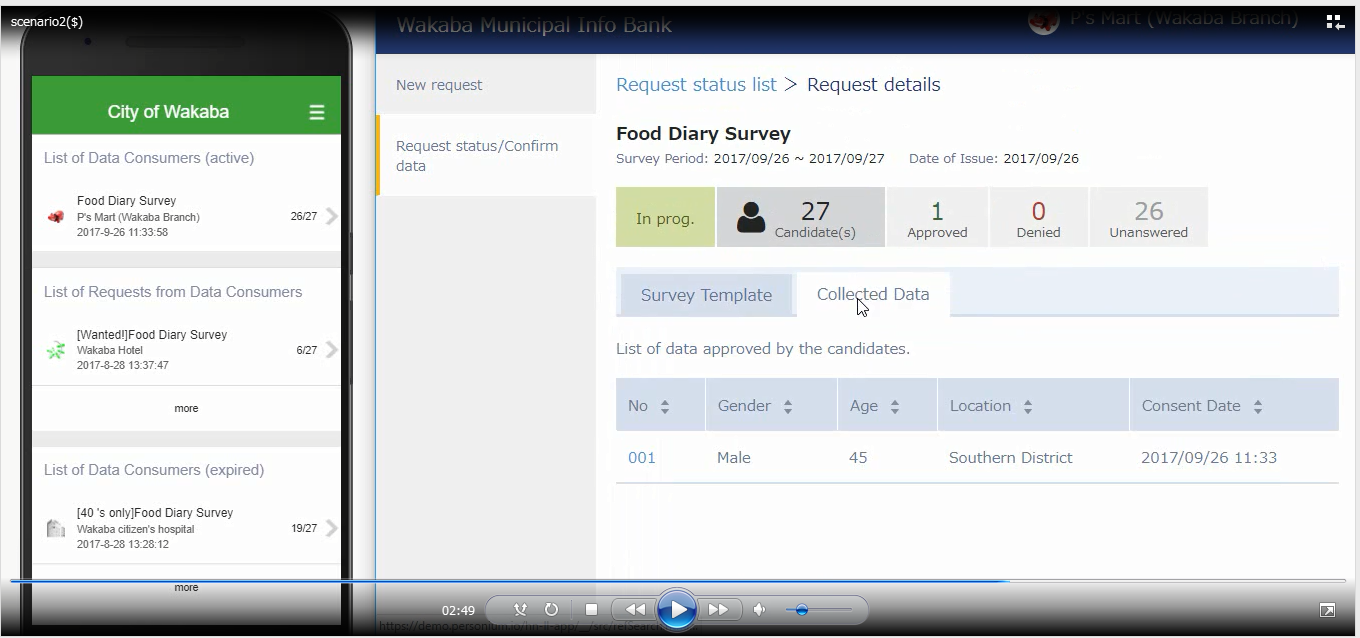 scenario2($)
City of Wakaba
List of Data Consumers (active)
Food Diary Survey
P's Mart (Wakaba Branch)
2017-9-26 11:33:58
26/27
List of Requests from Data Consumers
[Wanted!]Food Diary Survey
Wakaba Hotel
2017-8-28 13:37:47
6/27
more
List of Data Consumers (expired)
[40 's only]Food Diary Survey
Wakaba citizen's hospital
2017-8-28 13:28:12
19/27
more
Wakaba Municipal Info Bank
P's Mart (Wakaba Branch)
New request
Request status/Confirm
data
Request status list > Request details
Food Diary Survey
Survey Period: 2017/09/26 ~ 2017/09/27 Date of Issue: 2017/09/26
In prog.
27
Candidate(s)
1
Approved
0
Denied
26
Unanswered
Survey Template
Collected Data
List of data approved by the candidates.
No Gender Age Location Consent Date
001 Male 45 Southern District 2017/09/26 11:33
02:49